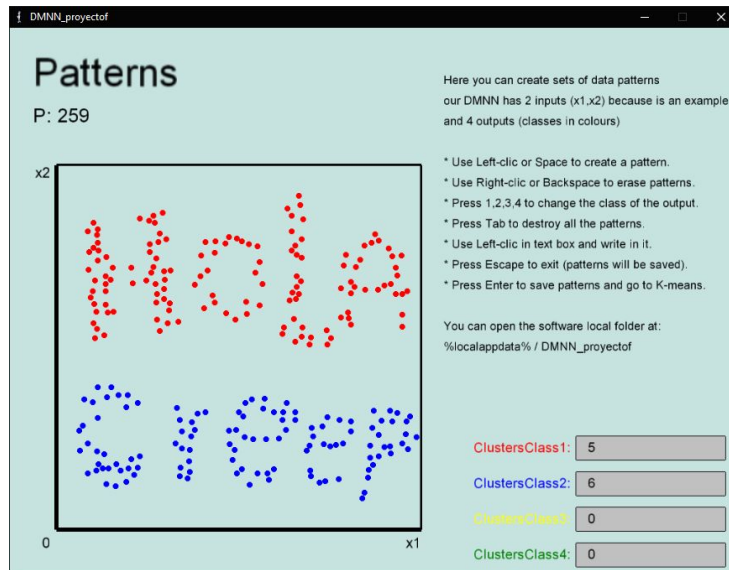 DMNN_proyectof
Patterns
P: 259
Here you can create sets of data patterns
our DMNN has 2 inputs (x1,x2) because is an example
and 4 outputs (classes in colours)
* Use Left-clic or Space to create a pattern.
* Use Right-clic or Backspace to erase patterns.
* Press 1,2,3,4 to change the class of the output.
* Press Tab to destroy all the patterns.
* Use Left-clic in text box and write in it.
* Press Escape to exit (patterns will be saved).
* Press Enter to save patterns and go to K-means.
You can open the software local folder at:
%localappdata% / DMNN_proyectof
x2
HolA
Creep
0
x1
ClustersClass1: 5
ClustersClass2: 6
ClustersClass3: 0
ClustersClass4: 0